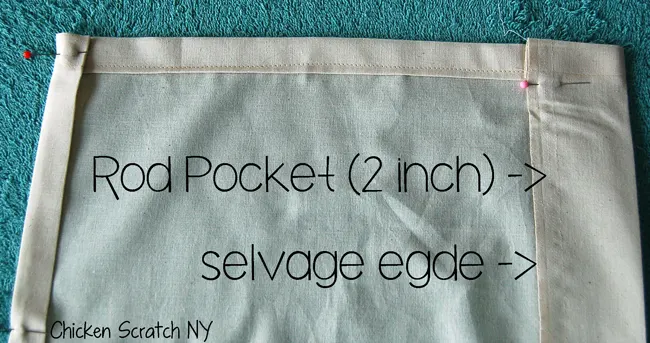 Rod Pocket (2 inch) ->
selvage egde ->
Chicken Scratch NY